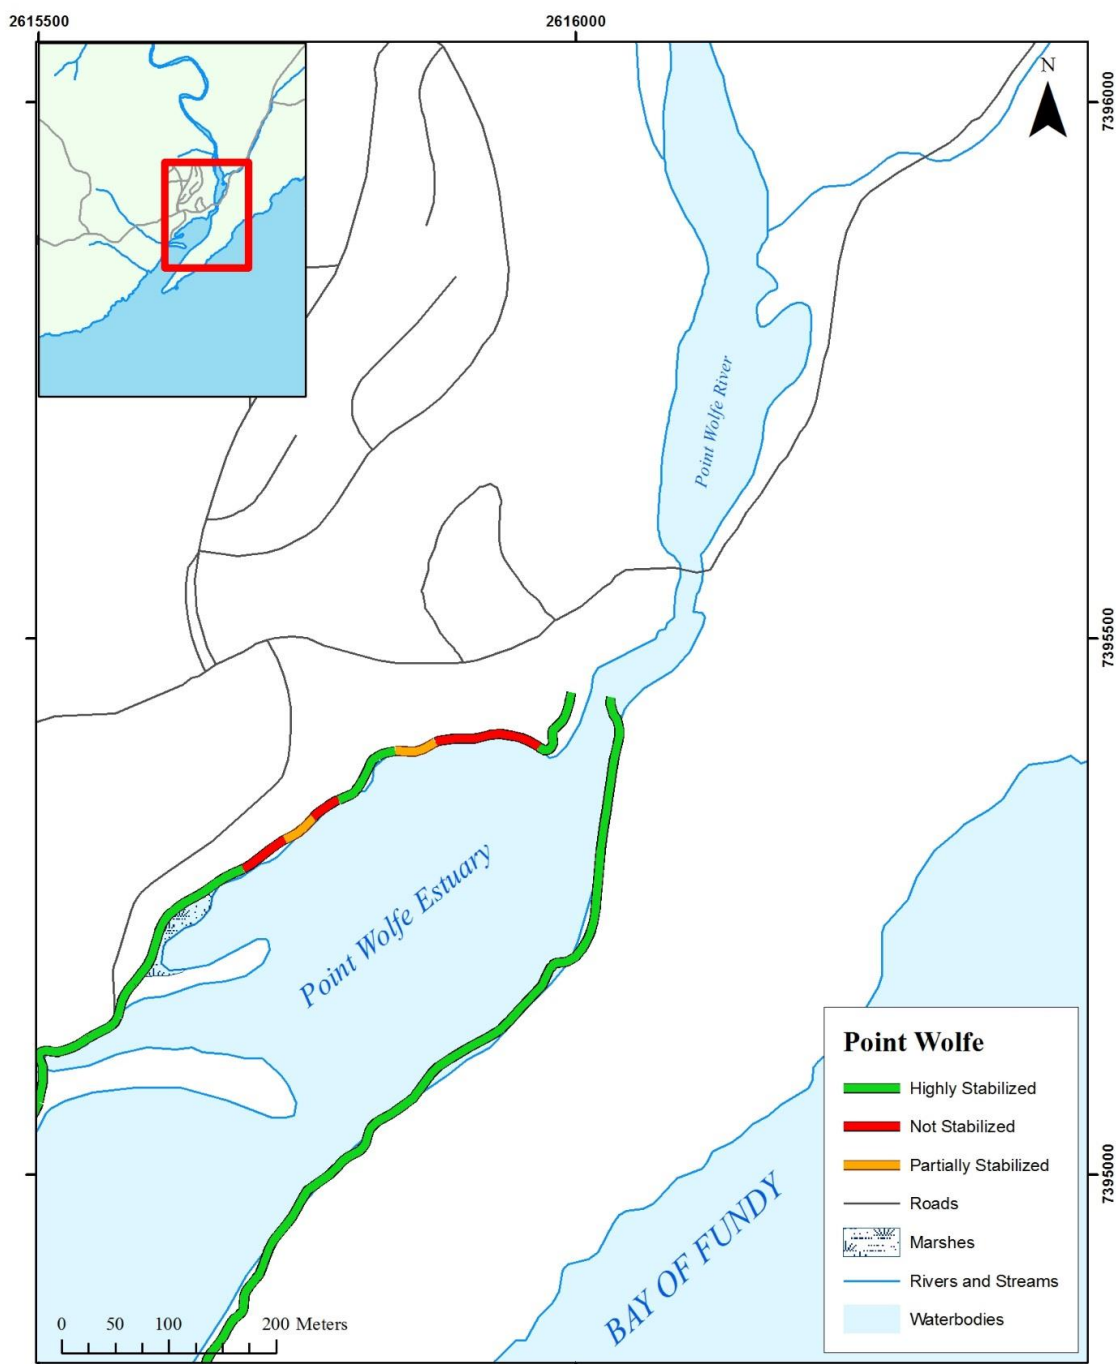 2615500
2616000
N
7396000
Point Wolfe River
7395500
Point Wolfe Estuary
Point Wolfe
Highly Stabilized
Not Stabilized
Partially Stabilized
Roads
Marshes
Rivers and Streams
Waterbodies
7395000
BAY OF FUNDY
0 50 100 200 Meters